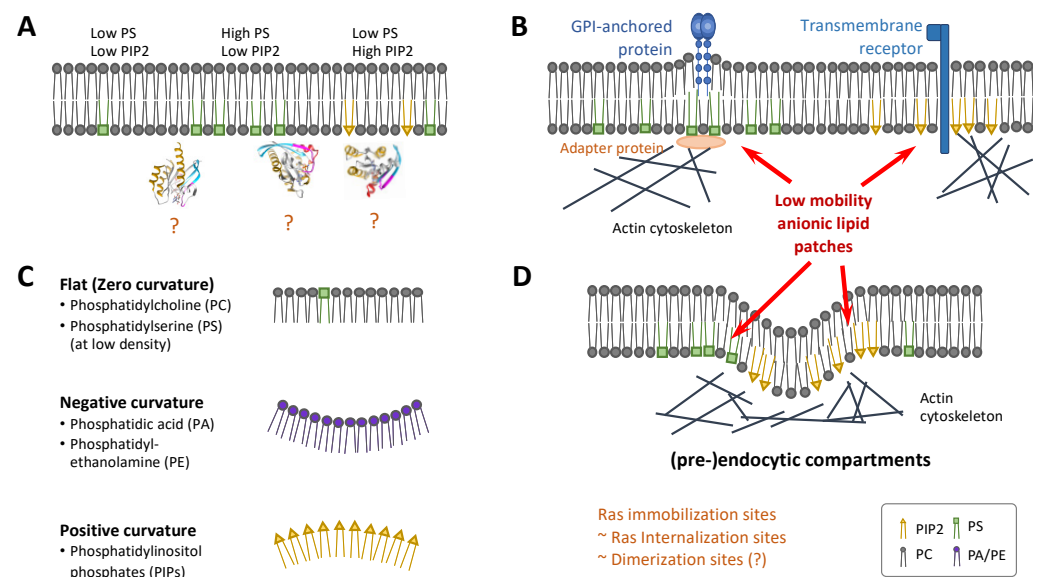 A
Low PS
Low PIP2
High PS
Low PIP2
Low PS
High PIP2
?
?
?
B
GPI-anchored
protein
Transmembrane
receptor
Adapter protein
Actin cytoskeleton
Low mobility
anionic lipid
patches
C
Flat (Zero curvature)
• Phosphatidylcholine (PC)
• Phosphatidylserine (PS)
(at low density)
Negative curvature
• Phosphatidic acid (PA)
• Phosphatidyl-
ethanolamine (PE)
Positive curvature
• Phosphatidylinositol
phosphates (PIPs)
D
Actin
cytoskeleton
(pre-)endocytic compartments
Ras immobilization sites
~ Ras Internalization sites
~ Dimerization sites (?)
PIP2
PS
PC
PA/PE